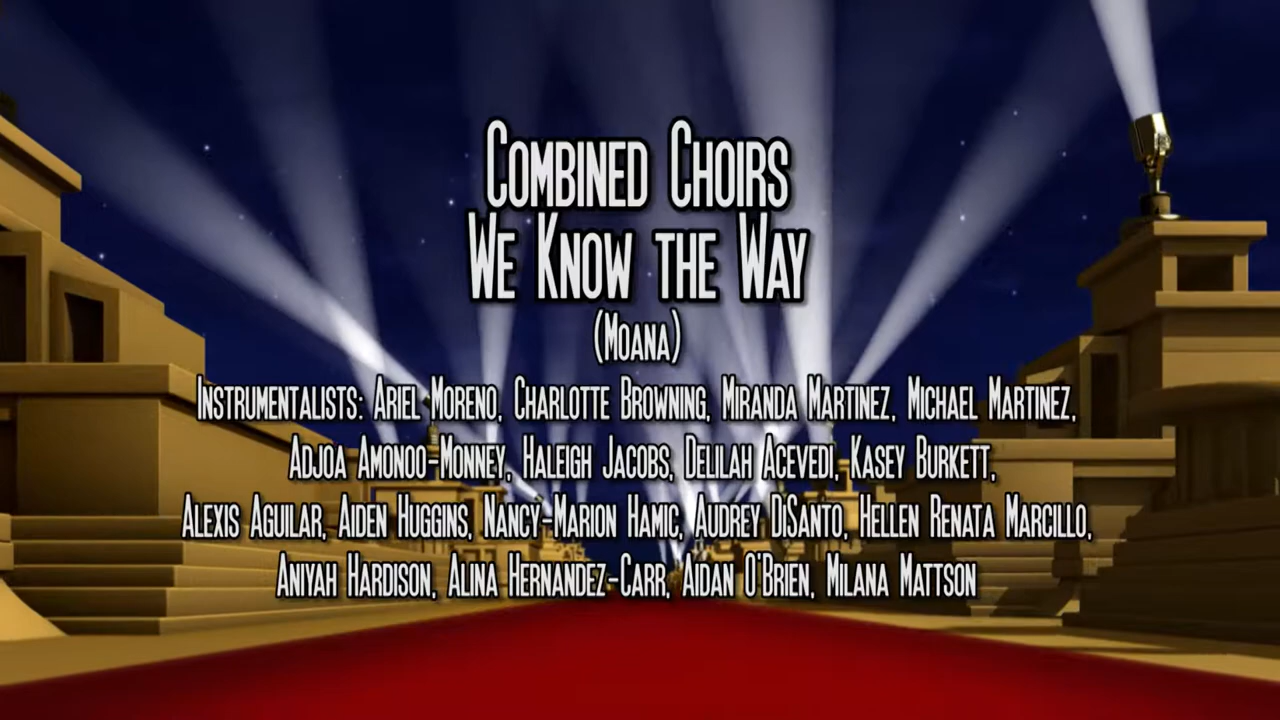 Combined Choirs
We Know the Way
(Moana)
Instrumentalists: Ariel Moreno, Charlotte Browning, Miranda Martinez, Michael Martinez,
Adjoa Amonoo-Monney, Haleigh Jacobs, Delilah Acevedi, Kasey Burkett,
Alexis Aguilar, Aiden Huggins, Nancy-Marion Hamic, Audrey DiSanto, Hellen Renata Marcillo,
Aniyah Hardison, Alina Hernandez-Carr, Aidan O'Brien, Milana Mattson